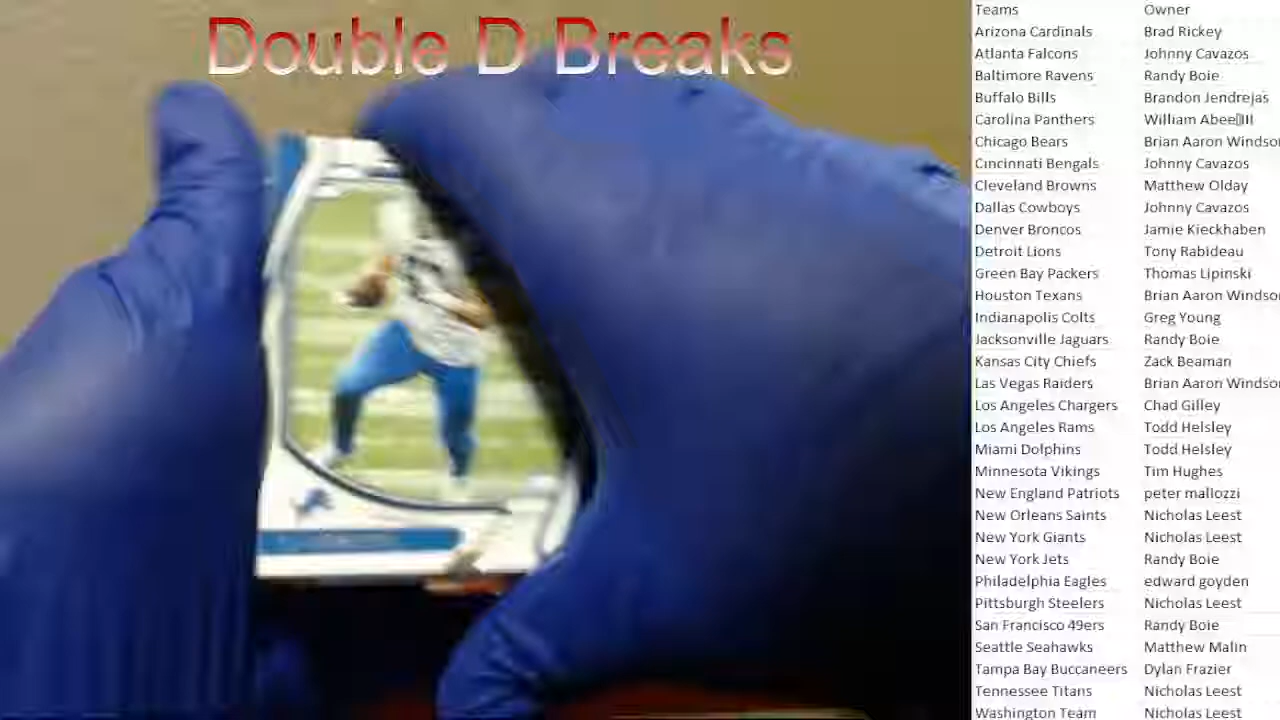 Double D Breaks
Teams Owner
Arizona Cardinals Brad Rickey
Atlanta Falcons Johnny Cavazos
Baltimore Ravens Randy Boie
Buffalo Bills Brandon Jendrejas
Carolina Panthers William Abee▯III
Chicago Bears Brian Aaron Windsor
Cincinnati Bengals Johnny Cavazos
Cleveland Browns Matthew Olday
Dallas Cowboys Johnny Cavazos
Denver Broncos Jamie Kieckhaben
Detroit Lions Tony Rabideau
Green Bay Packers Thomas Lipinski
Houston Texans Brian Aaron Windsor
Indianapolis Colts Greg Young
Jacksonville Jaguars Randy Boie
Kansas City Chiefs Zack Beaman
Las Vegas Raiders Brian Aaron Windsor
Los Angeles Chargers Chad Gilley
Los Angeles Rams Todd Helsley
Miami Dolphins Todd Helsley
Minnesota Vikings Tim Hughes
New England Patriots peter mallozzi
New Orleans Saints Nicholas Leest
New York Giants Nicholas Leest
New York Jets Randy Boie
Philadelphia Eagles edward goyden
Pittsburgh Steelers Nicholas Leest
San Francisco 49ers Randy Boie
Seattle Seahawks Matthew Malin
Tampa Bay Buccaneers Dylan Frazier
Tennessee Titans Nicholas Leest
Washington Team Nicholas Leest